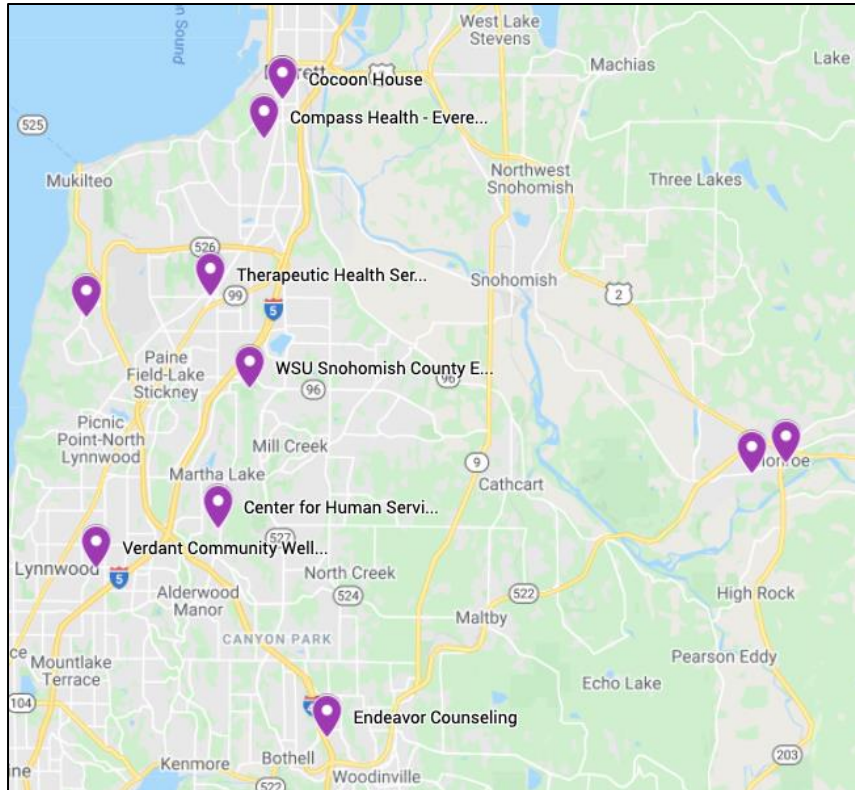 West Lake
Stevens
Machias
Lake
Cocoon House
Compass Health - Evere...
525
Mukilteo
Northwest
Snohomish
Three Lakes
526
Therapeutic Health Ser...
99
5
Snohomish
2
Paine
Field-Lake
Stickney
WSU Snohomish County E...
96
96
Picnic
Point-North
Lynnwood
Mill Creek
9
Martha Lake
Cathcart
Center for Human Servi...
527
Verdant Community Well...
Lynnwood
5
North Creek
524
522
High Rock
Alderwood
Manor
Maltby
CANYON PARK
Mountlake
Terrace
Pearson Eddy
Echo Lake
104
Endeavor Counseling
Bothell
203
Kenmore
522
Woodinville